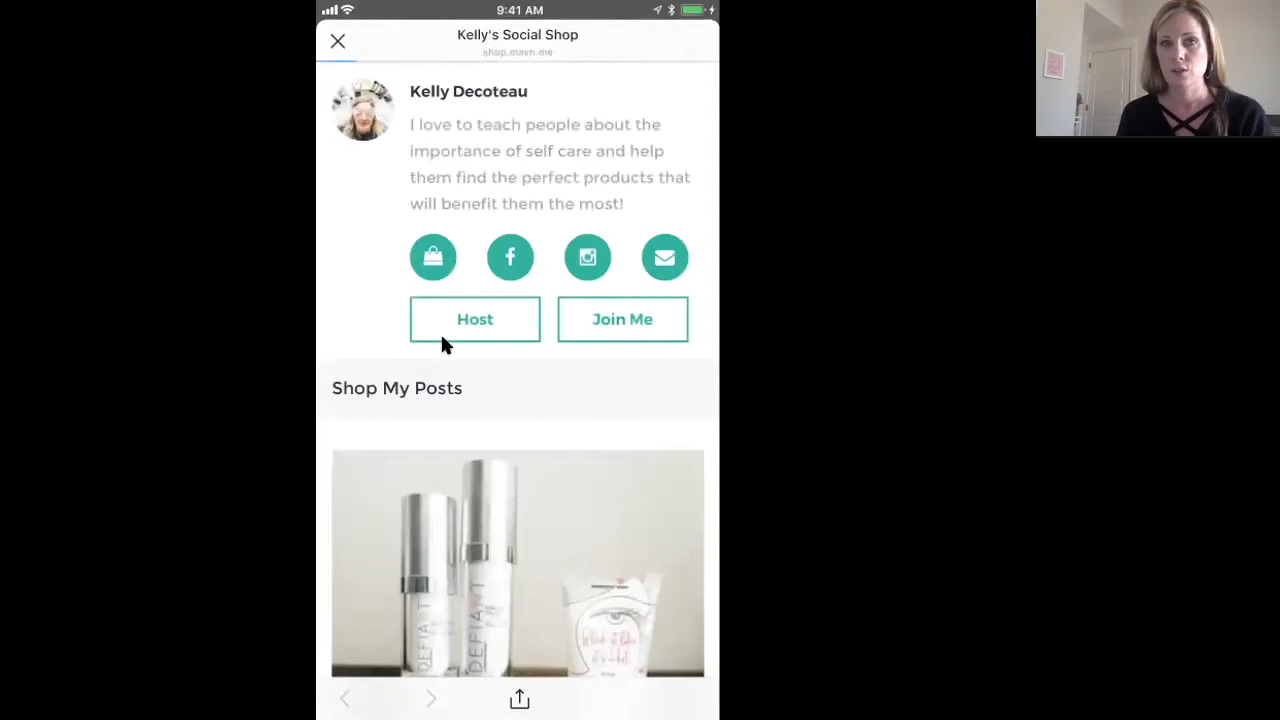 9:41 AM
Kelly's Social Shop
shop.mavn.me
Kelly Decoteau
I love to teach people about the
importance of self care and help
them find the perfect products that
will benefit them the most!
Host
Join Me
Shop My Posts
DEFIANT
DEFIANT